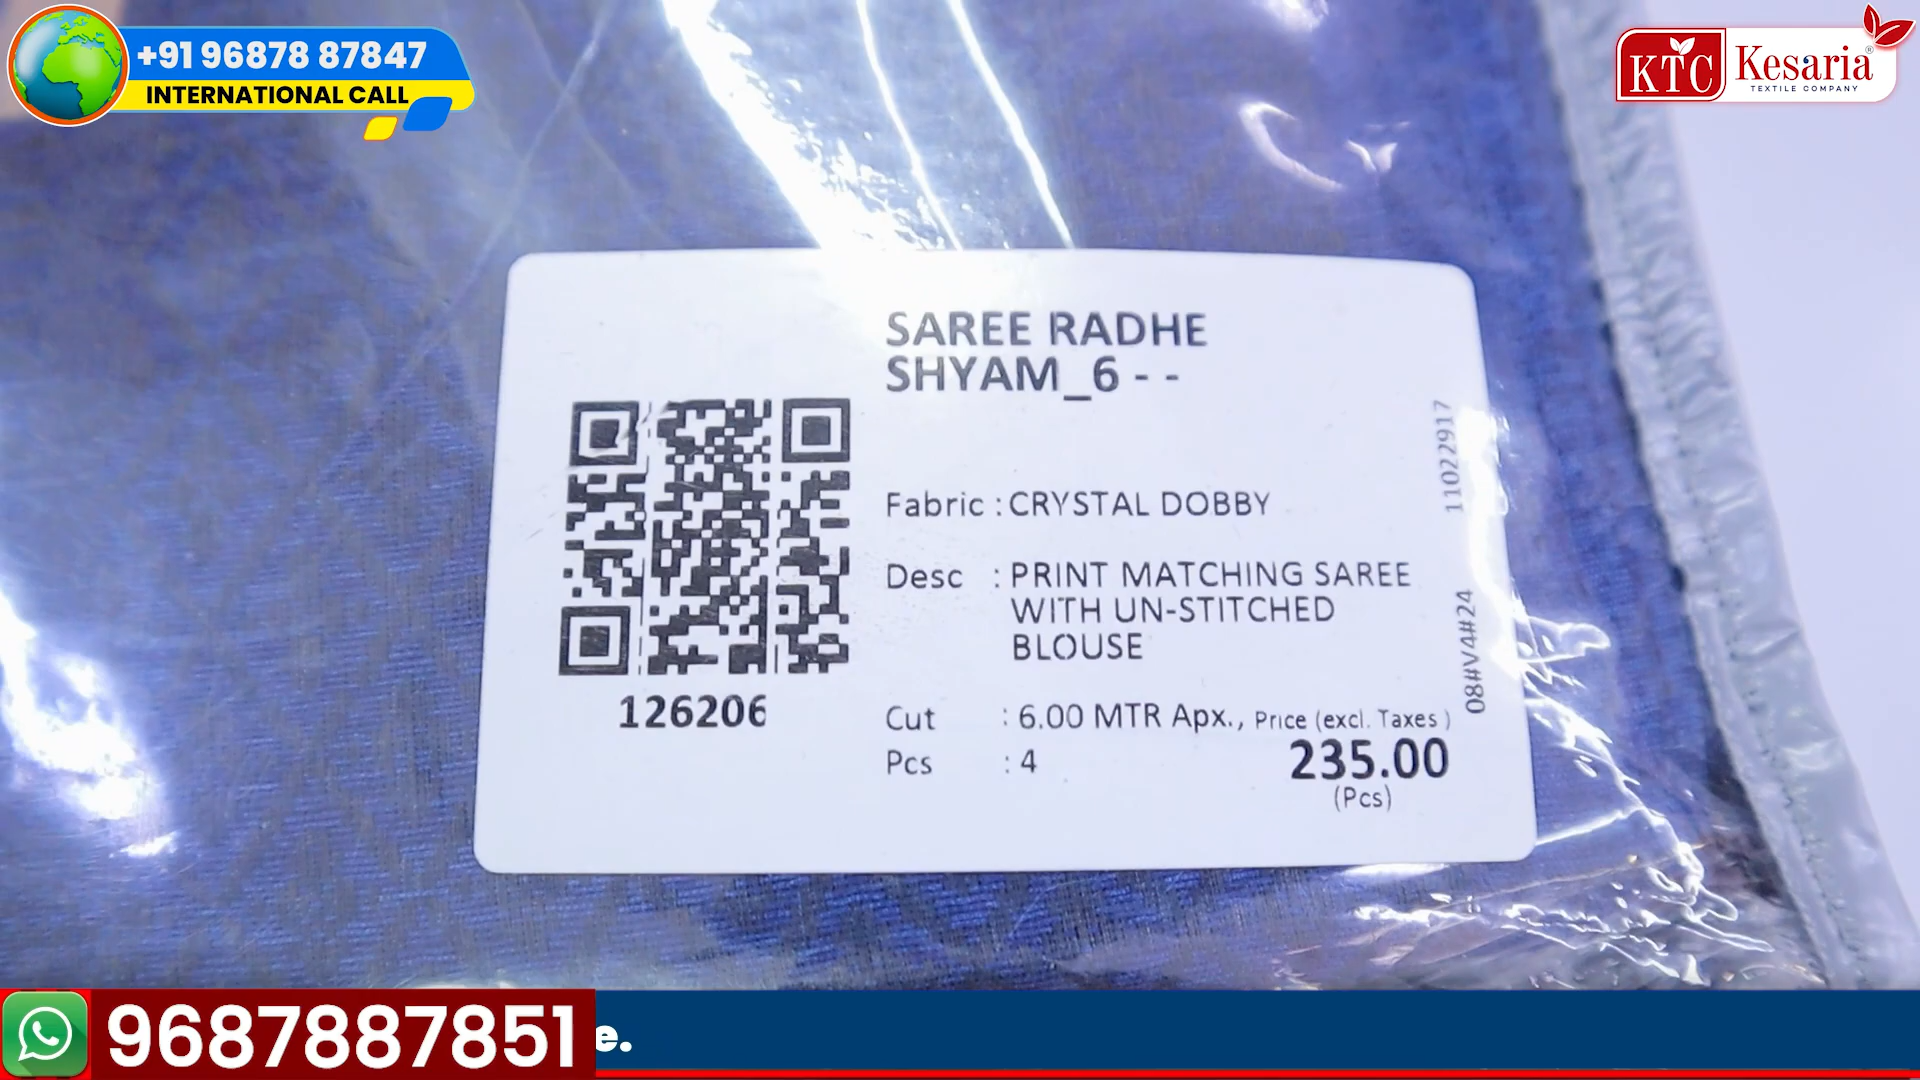 +91 96878 87847
INTERNATIONAL CALL
KTC Kesaria®
TEXTILE COMPANY
SAREE RADHE
SHYAM_6 - -
Fabric : CRYSTAL DOBBY
Desc : PRINT MATCHING SAREE
WITH UN-STITCHED
BLOUSE
126206
Cut : 6.00 MTR Apx., Price (excl. Taxes )
Pcs : 4
235.00
(Pcs)
11022917
08#V4#24
9687887851
e.